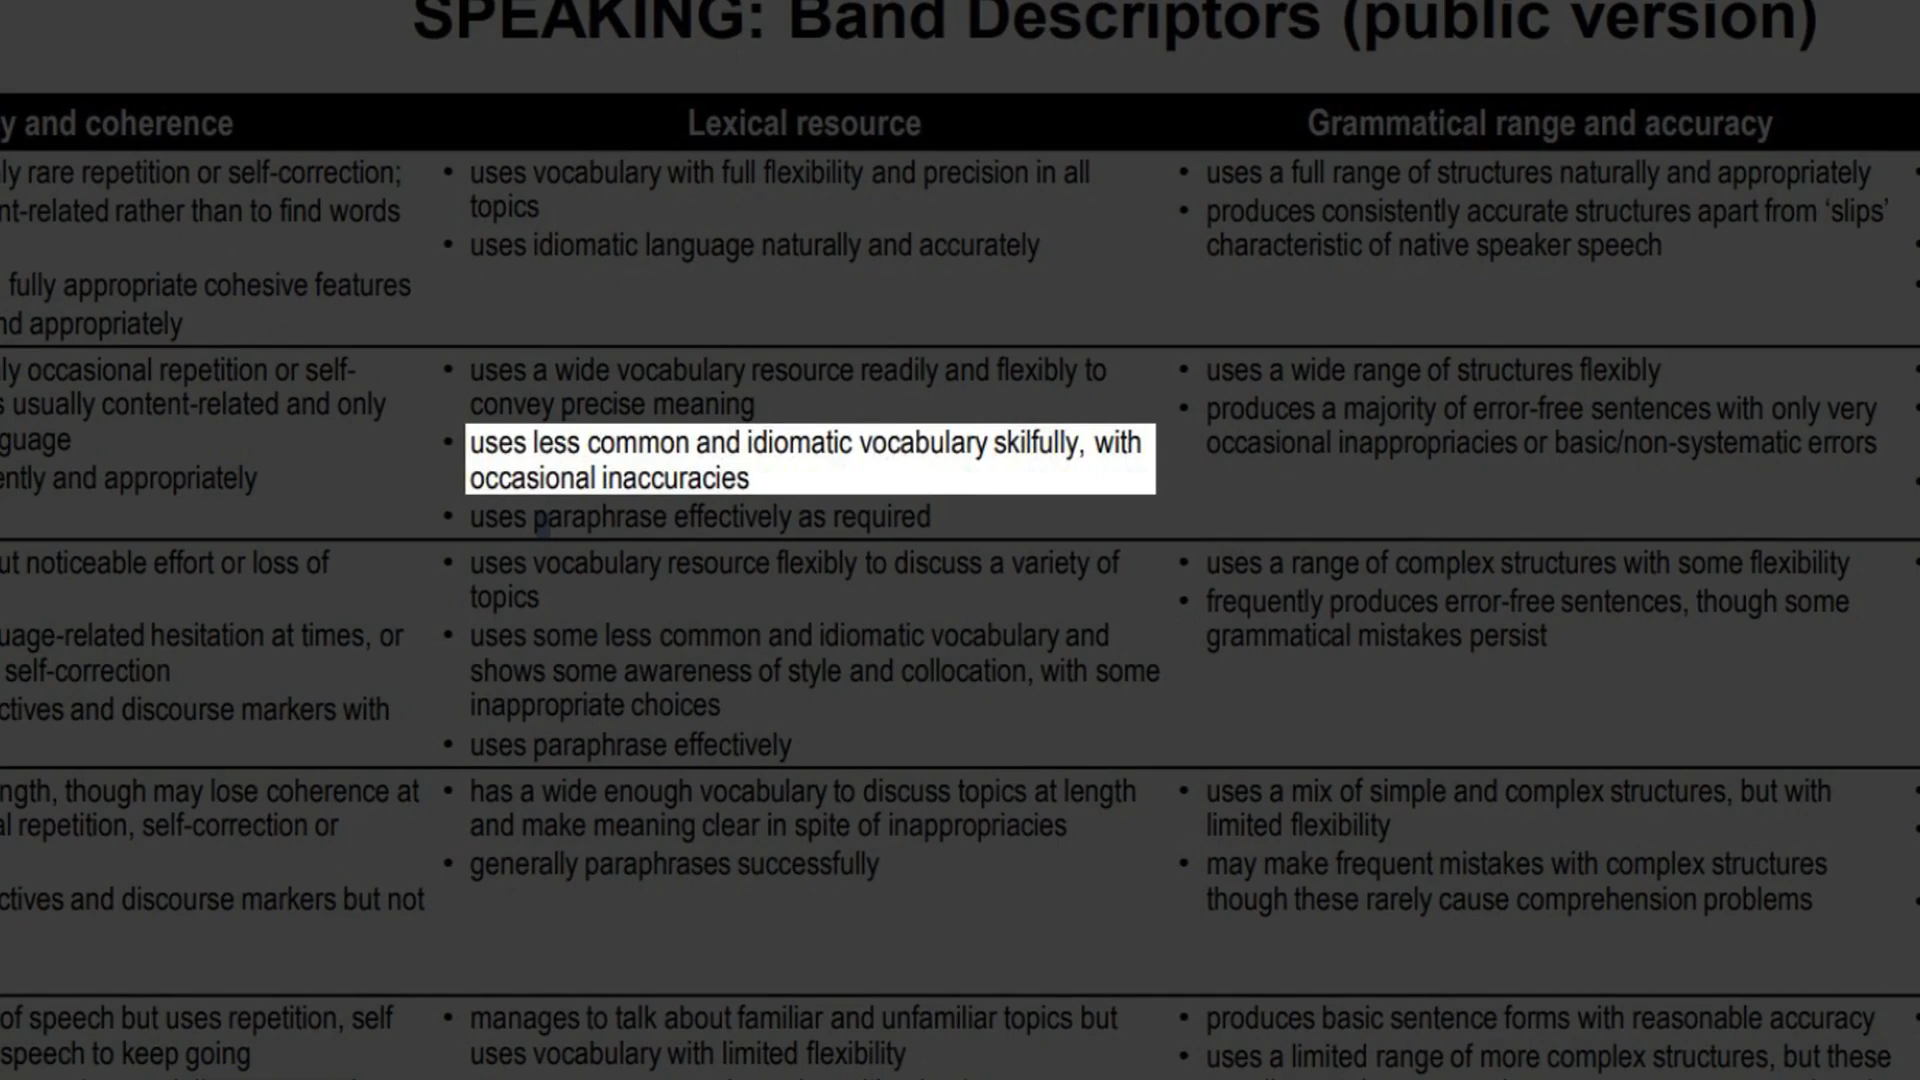 SPEAKING: Band Descriptors (public version)
y and coherence
Lexical resource
Grammatical range and accuracy
ly rare repetition or self-correction;
nt-related rather than to find words
fully appropriate cohesive features
nd appropriately
• uses vocabulary with full flexibility and precision in all
topics
• uses idiomatic language naturally and accurately
• uses a full range of structures naturally and appropriately
• produces consistently accurate structures apart from ‘slips’
characteristic of native speaker speech
ly occasional repetition or self-
s usually content-related and only
guage
ently and appropriately
• uses a wide vocabulary resource readily and flexibly to
convey precise meaning
• uses less common and idiomatic vocabulary skilfully, with
occasional inaccuracies
• uses paraphrase effectively as required
• uses a wide range of structures flexibly
• produces a majority of error-free sentences with only very
occasional inappropriacies or basic/non-systematic errors
ut noticeable effort or loss of
uage-related hesitation at times, or
self-correction
ctives and discourse markers with
• uses vocabulary resource flexibly to discuss a variety of
topics
• uses some less common and idiomatic vocabulary and
shows some awareness of style and collocation, with some
inappropriate choices
• uses paraphrase effectively
• uses a range of complex structures with some flexibility
• frequently produces error-free sentences, though some
grammatical mistakes persist
ngth, though may lose coherence at
al repetition, self-correction or
ctives and discourse markers but not
• has a wide enough vocabulary to discuss topics at length
and make meaning clear in spite of inappropriacies
• generally paraphrases successfully
• uses a mix of simple and complex structures, but with
limited flexibility
• may make frequent mistakes with complex structures
though these rarely cause comprehension problems
of speech but uses repetition, self
speech to keep going
• manages to talk about familiar and unfamiliar topics but
uses vocabulary with limited flexibility
• produces basic sentence forms with reasonable accuracy
• uses a limited range of more complex structures, but these